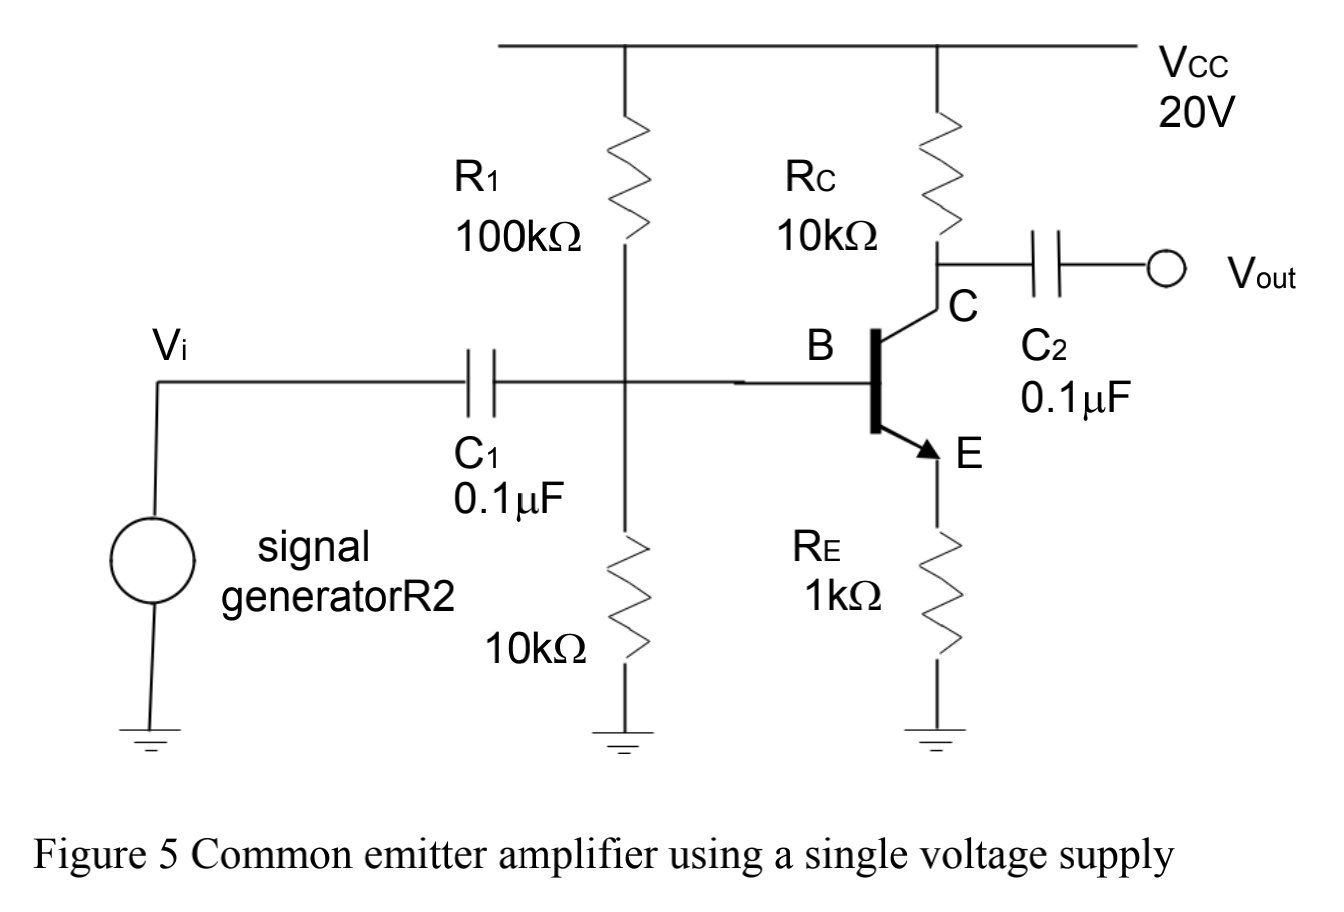 VCC
20V
R1
100kΩ
RC
10kΩ
C
Vout
Vi
B
C2
0.1μF
C1
0.1μF
E
signal
generatorR2
10kΩ
RE
1kΩ
Figure 5 Common emitter amplifier using a single voltage supply